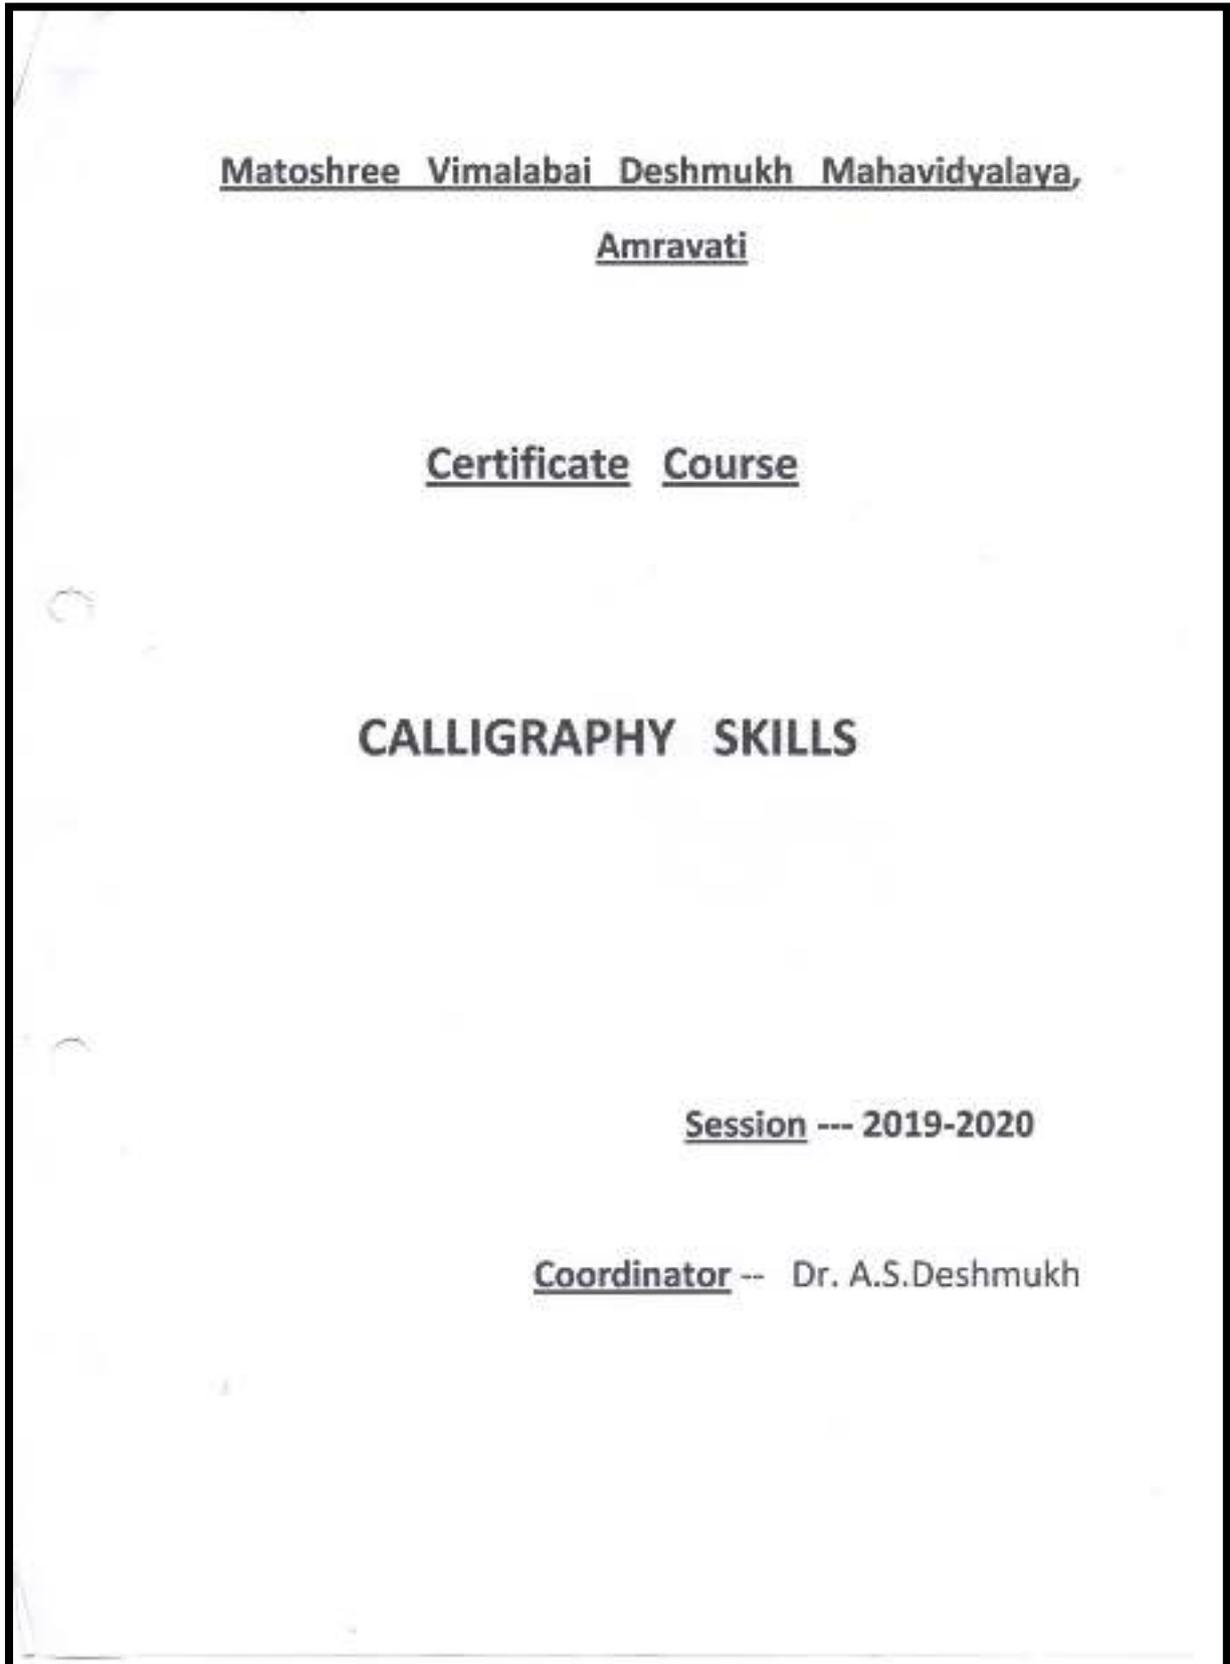 Matoshree Vimalabai Deshmukh Mahavidyalaya,
Amravati
Certificate Course
CALLIGRAPHY SKILLS
Session --- 2019-2020
Coordinator -- Dr. A.S.Deshmukh